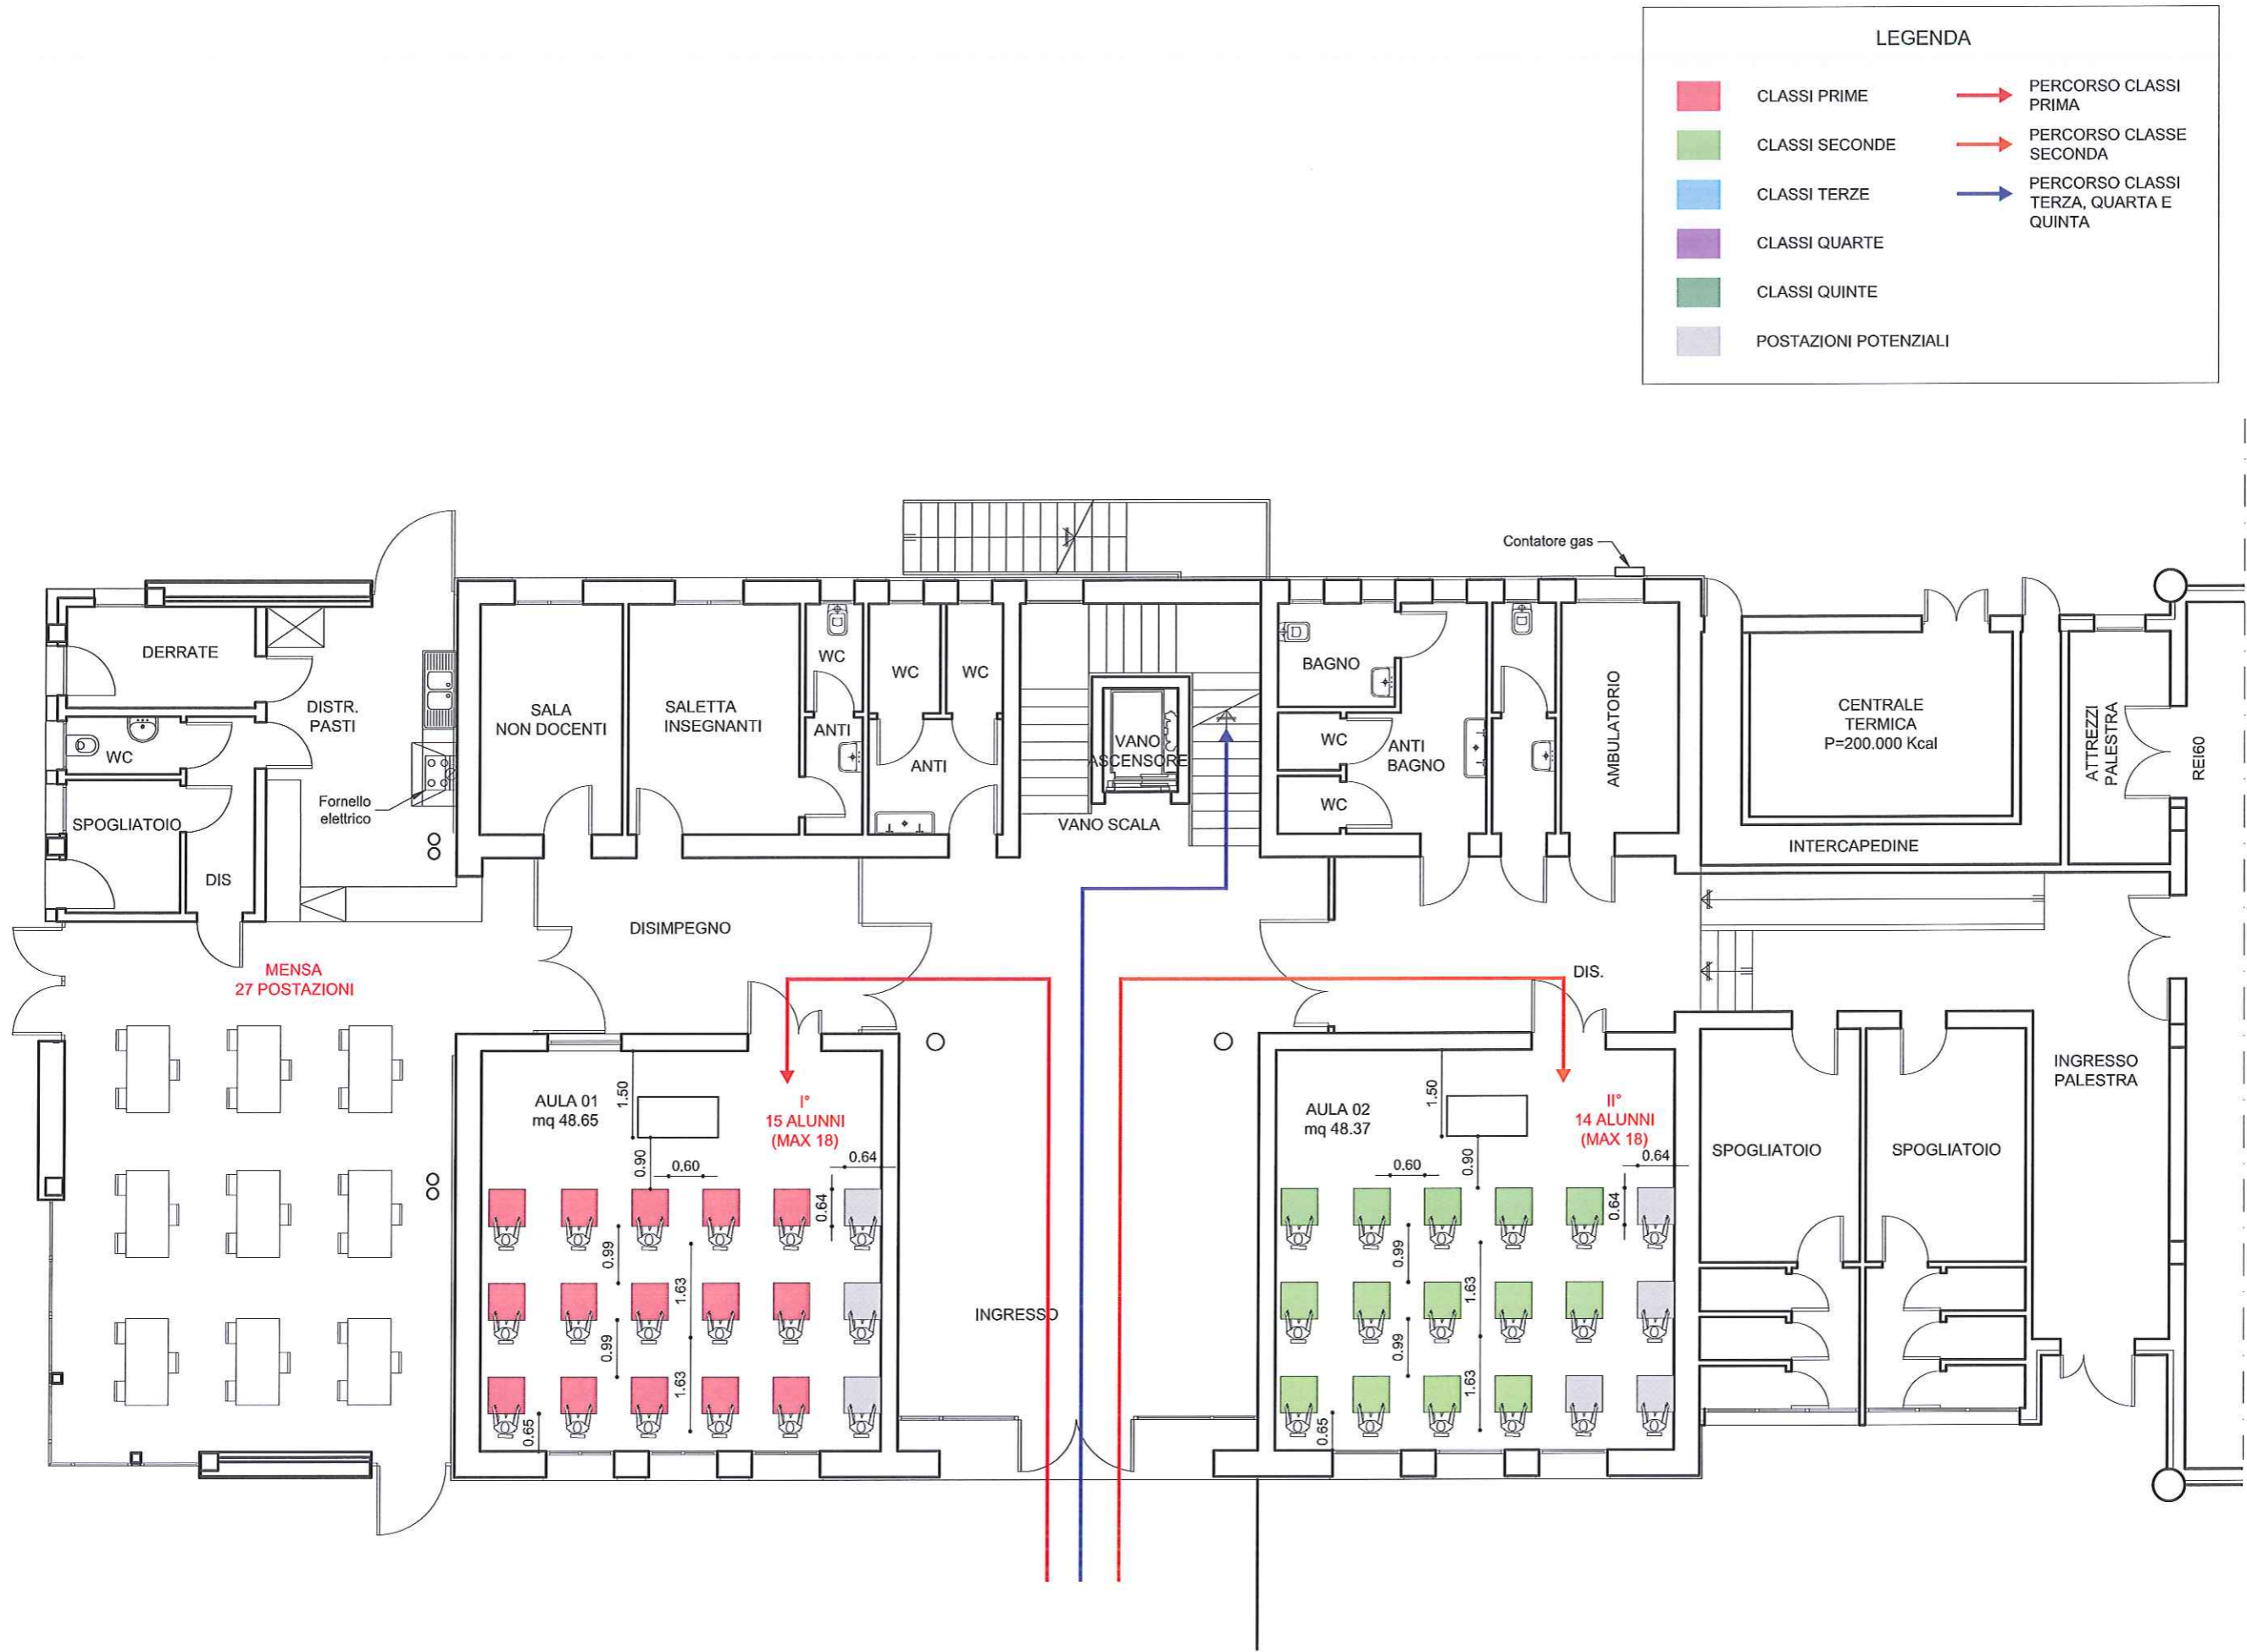 LEGENDA
CLASSI PRIME
CLASSI SECONDE
CLASSI TERZE
CLASSI QUARTE
CLASSI QUINTE
POSTAZIONI POTENZIALI
PERCORSO CLASSI
PRIMA
PERCORSO CLASSE
SECONDA
PERCORSO CLASSI
TERZA, QUARTA E
QUINTA
Contatore gas
DERRATE
DISTR.
PASTI
WC
Fornello
elettrico
SPOGLIATOIO
DIS
SALA
NON DOCENTI
SALETTA
INSEGNANTI
WC
ANTI
WC
WC
ANTI
VANO
ASCENSORE
VANO SCALA
BAGNO
WC
ANTI
BAGNO
WC
AMBULATORIO
CENTRALE
TERMICA
P=200.000 Kcal
INTERCAPEDINE
ATTREZZI
PALESTRA
REI60
DISIMPEGNO
DIS.
MENSA
27 POSTAZIONI
AULA 01
mq 48.65
1.50
I°
15 ALUNNI
(MAX 18)
0.90
0.60
0.64
0.64
0.99
1.63
0.99
1.63
0.65
INGRESSO
AULA 02
mq 48.37
1.50
II°
14 ALUNNI
(MAX 18)
0.60
0.90
0.64
0.64
0.99
1.63
0.99
1.63
0.65
SPOGLIATOIO
SPOGLIATOIO
INGRESSO
PALESTRA